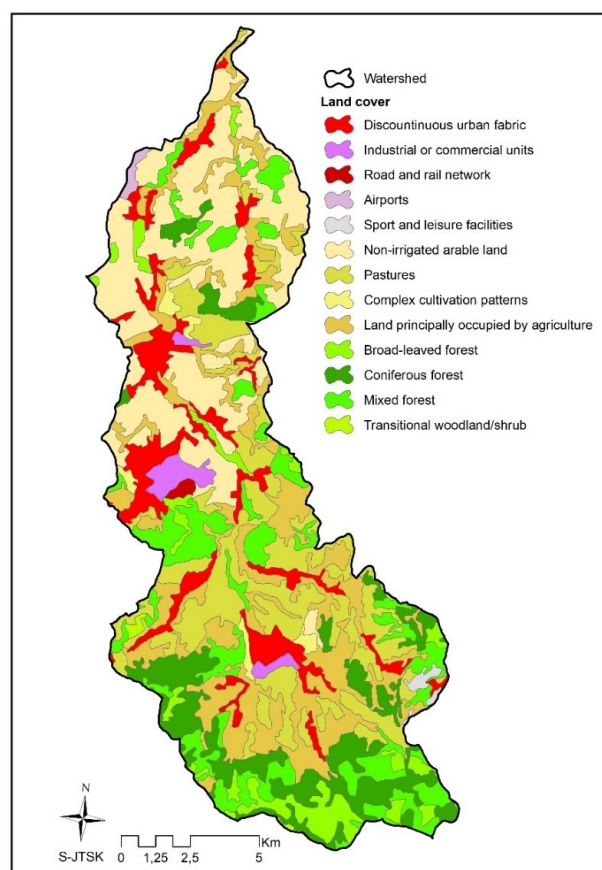 Watershed
Land cover
Discountinuous urban fabric
Industrial or commercial units
Road and rail network
Airports
Sport and leisure facilities
Non-irrigated arable land
Pastures
Complex cultivation patterns
Land principally occupied by agriculture
Broad-leaved forest
Coniferous forest
Mixed forest
Transitional woodland/shrub
N
S-JTSK
Km
0 1,25 2,5 5